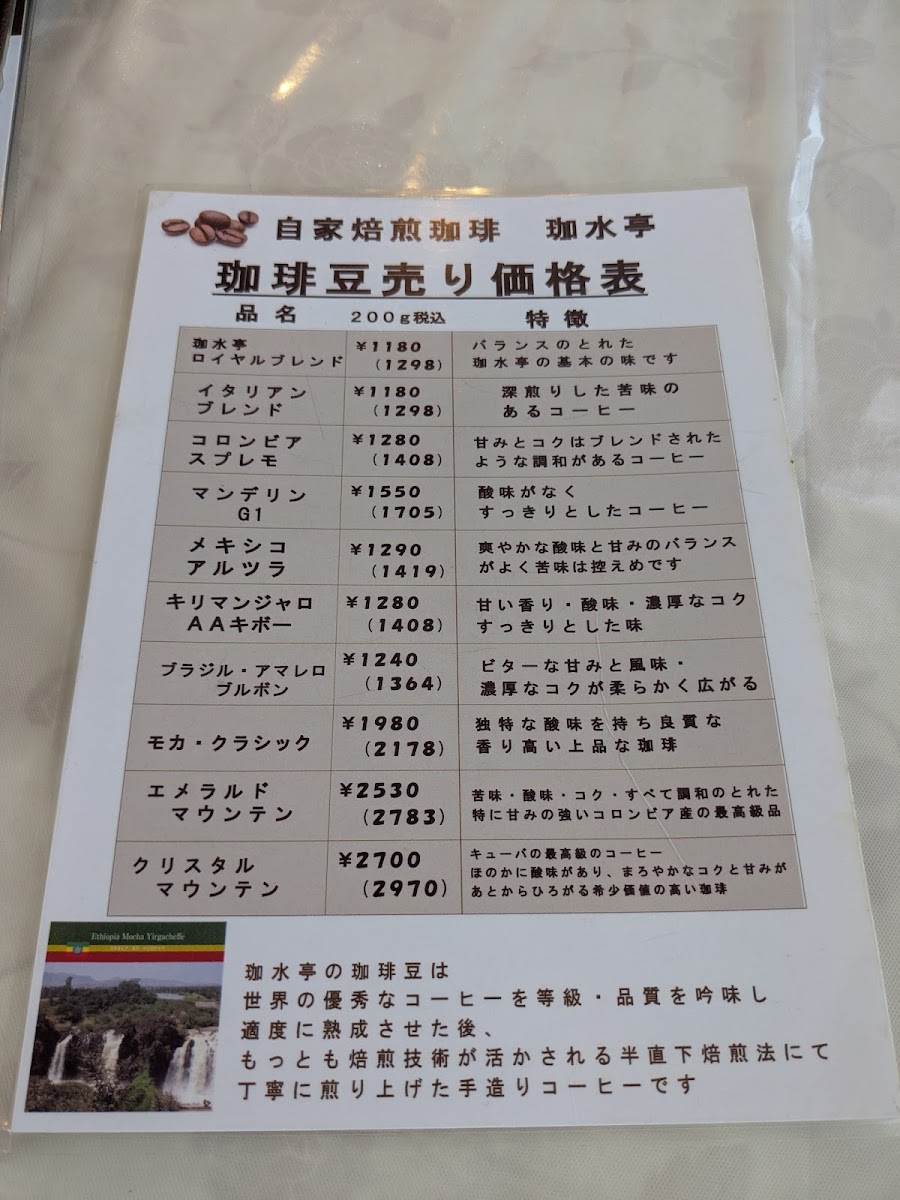 自家焙煎珈琲 珈水亭
珈琲豆売り価格表
品名 200g税込 特徴
珈水亭
ロイヤルブレンド
¥1180
(1298)
バランスのとれた
珈水亭の基本の味です
イタリアン
ブレンド
¥1180
(1298)
深煎りした苦味の
あるコーヒー
コロンビア
スプレモ
¥1280
(1408)
甘みとコクはブレンドされた
ような調和があるコーヒー
マンデリン
G1
¥1550
(1705)
酸味がなく
すっきりとしたコーヒー
メキシコ
アルツラ
¥1290
(1419)
爽やかな酸味と甘みのバランス
がよく苦味は控えめです
キリマンジャロ
AAキボー
¥1280
(1408)
甘い香り・酸味・濃厚なコク
すっきりとした味
ブラジル・アマレロ
ブルボン
¥1240
(1364)
ビターな甘みと風味・
濃厚なコクが柔らかく広がる
モカ・クラシック
¥1980
(2178)
独特な酸味を持ち良質な
香り高い上品な珈琲
エメラルド
マウンテン
¥2530
(2783)
苦味・酸味・コク・すべて調和のとれた
特に甘みの強いコロンビア産の最高級品
クリスタル
マウンテン
¥2700
(2970)
キューバの最高級のコーヒー
ほのかに酸味があり、まろやかなコクと甘みが
あとからひろがる希少価値の高い珈琲
Ethiopia Mocha Yirgacheffe
珈水亭の珈琲豆は
世界の優秀なコーヒーを等級・品質を吟味し
適度に熟成させた後、
もっとも焙煎技術が活かされる半直下焙煎法にて
丁寧に煎り上げた手造りコーヒーです